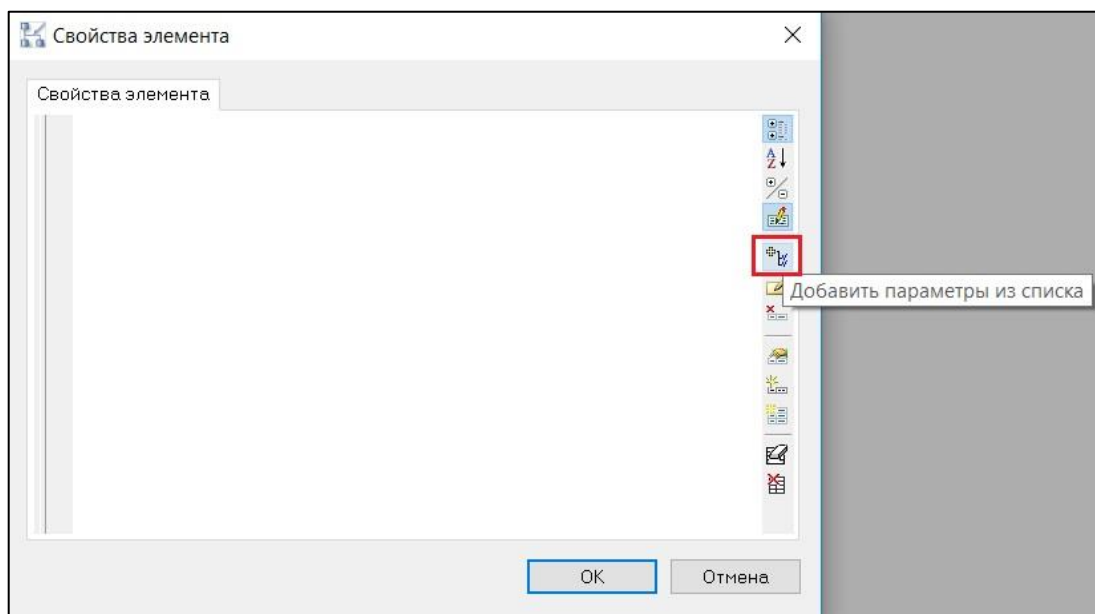 Свойства элемента
Свойства элемента
Добавить параметры из списка
OK
Отмена